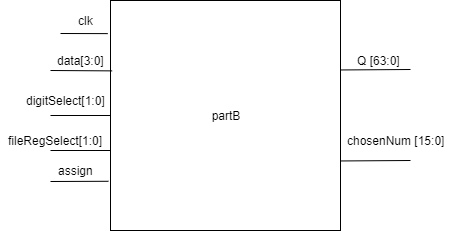 clk
data[3:0]
Q [63:0]
digitSelect[1:0]
partB
fileRegSelect[1:0]
chosenNum [15:0]
assign